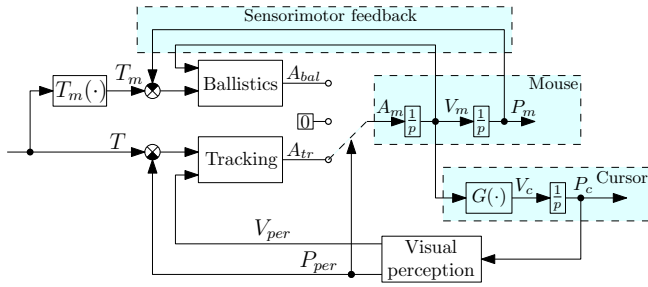 Sensorimotor feedback
T_m(·)
T_m
Ballistics
A_bal
Mouse
A_m
1/p
V_m
1/p
P_m
0
T
Tracking
A_tr
Cursor
G(·)
V_c
1/p
P_c
V_per
Visual
perception
P_per